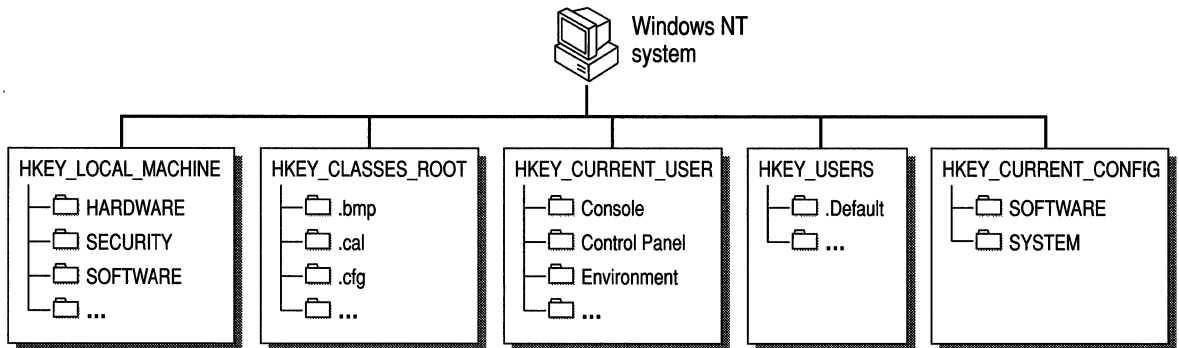 Windows NT
system
HKEY_LOCAL_MACHINE
HARDWARE
SECURITY
SOFTWARE
...
HKEY_CLASSES_ROOT
.bmp
.cal
.cfg
...
HKEY_CURRENT_USER
Console
Control Panel
Environment
...
HKEY_USERS
.Default
...
HKEY_CURRENT_CONFIG
SOFTWARE
SYSTEM